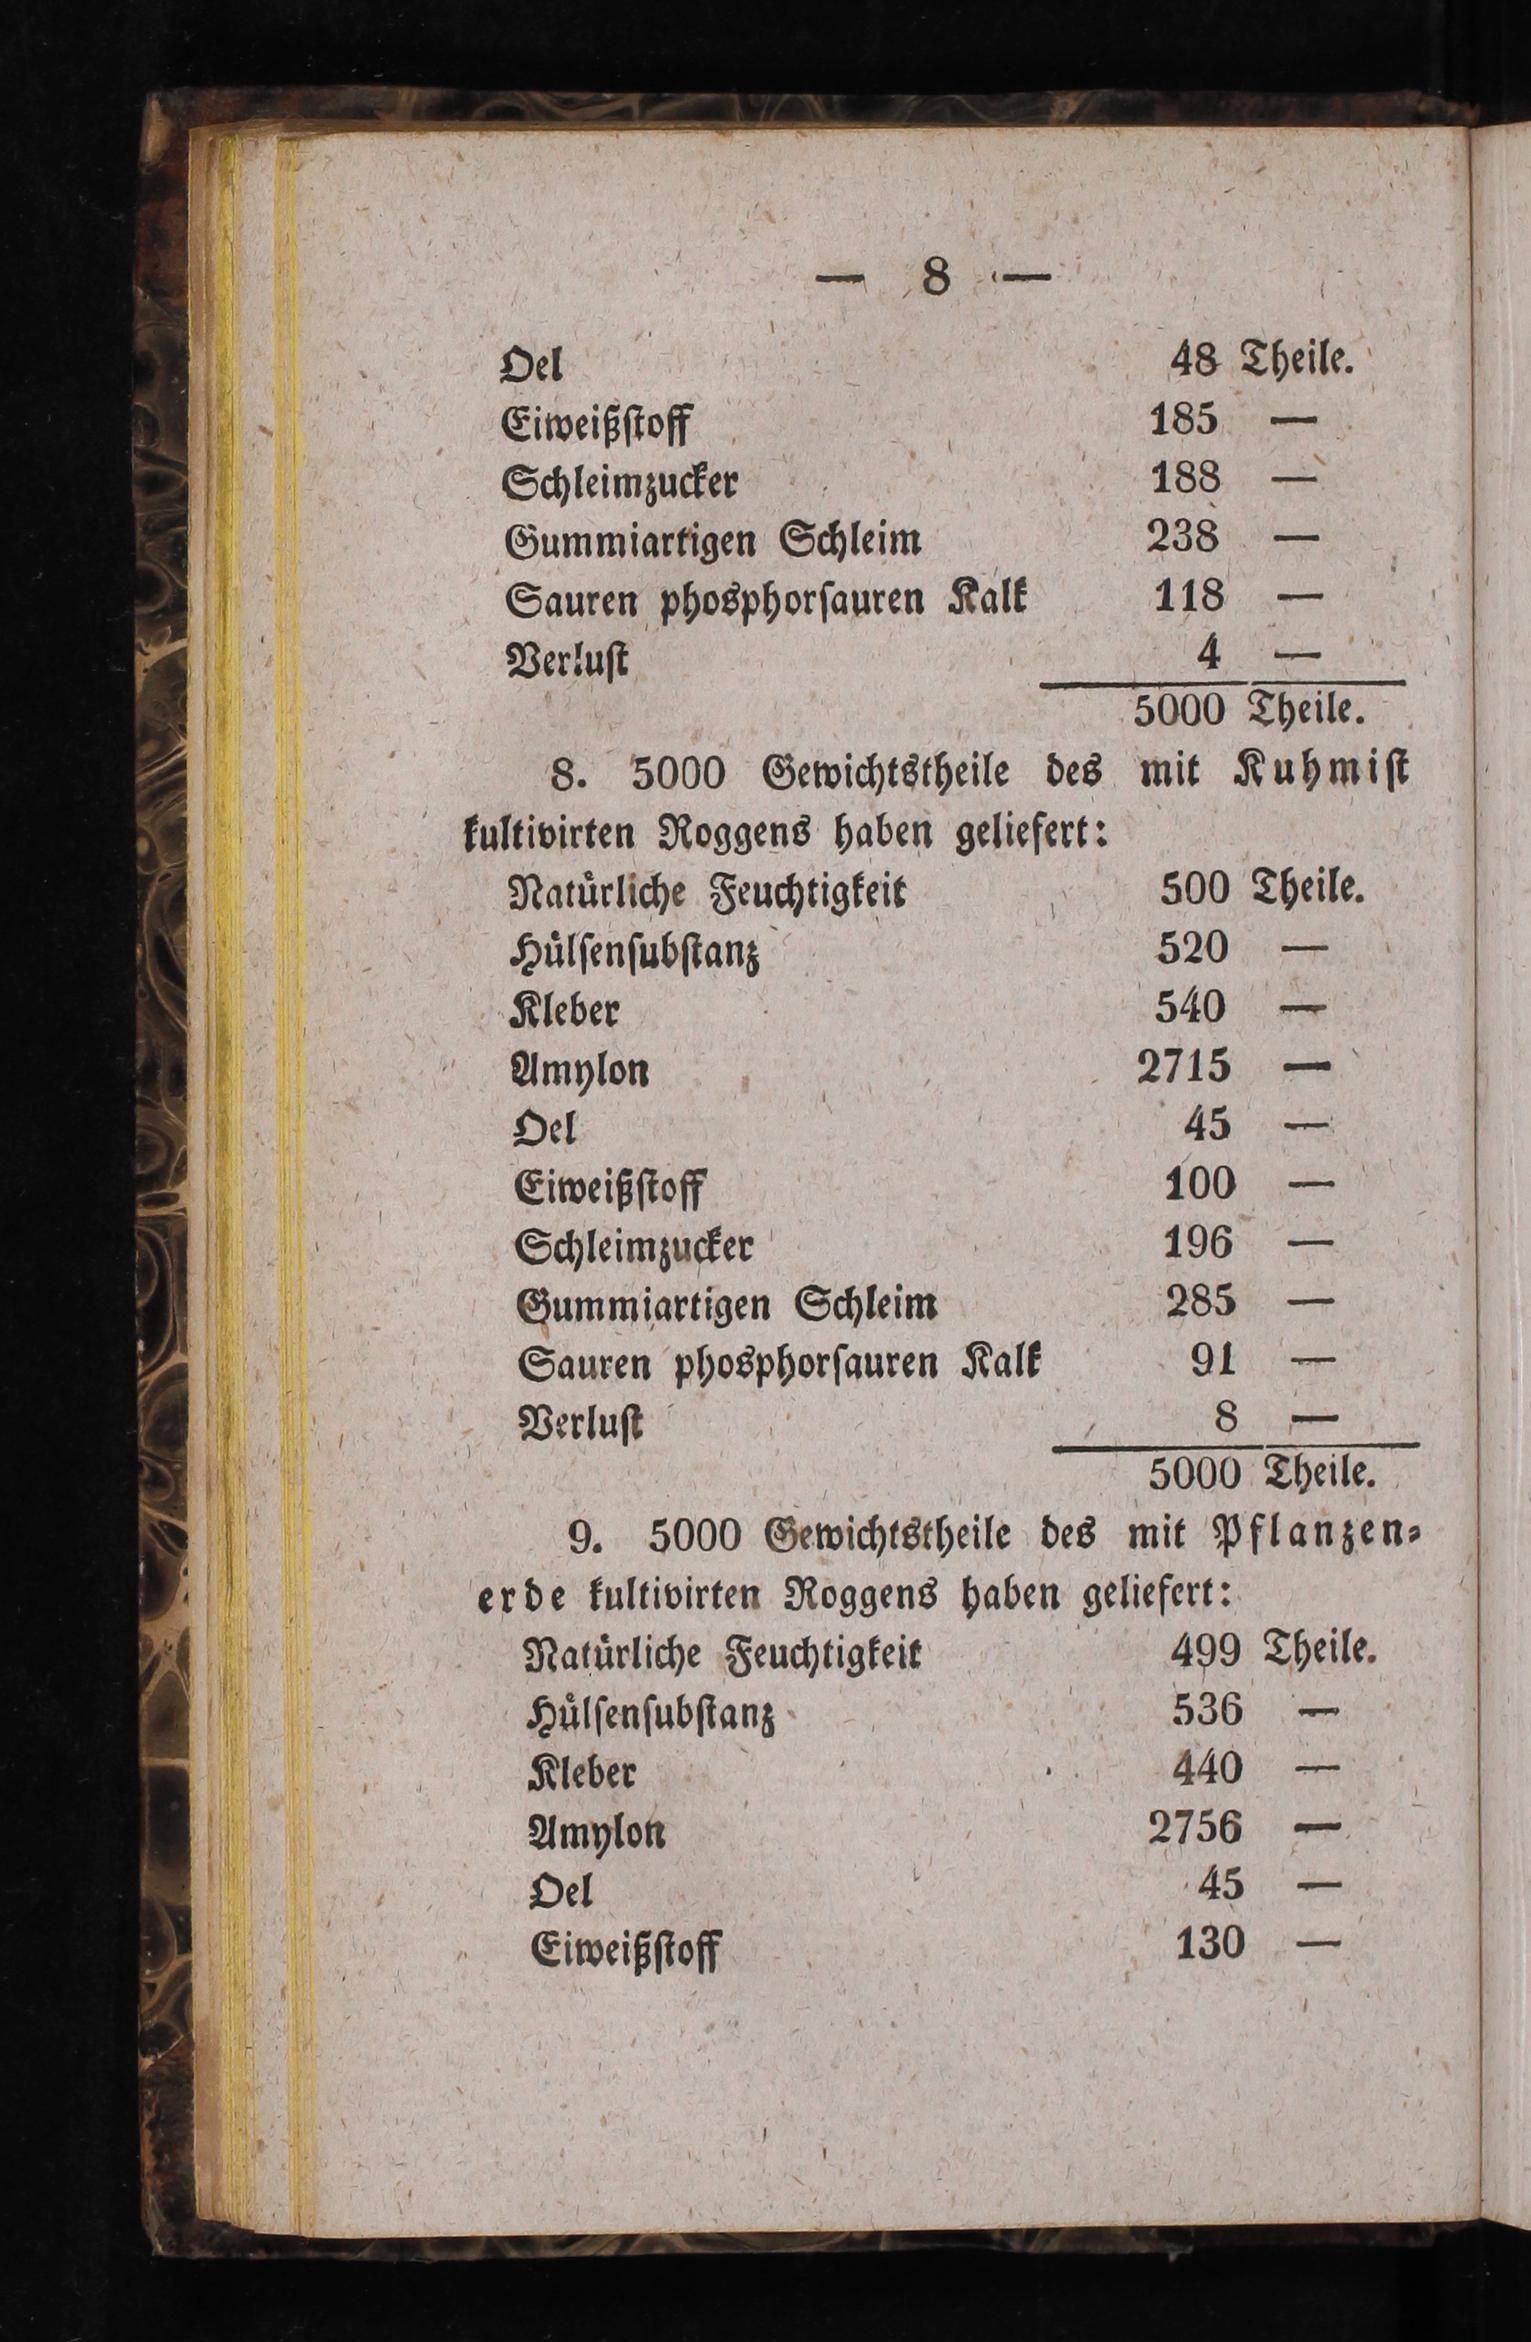 — 8 —
Oel 48 Theile.
Eiweißſtoff 185 —
Schleimzucker 188 —
Gummiartigen Schleim 238 —
Sauren phosphorſauren Kalk 118 —
Verluſt 4 —
5000 Theile.
8. 5000 Gewichtstheile des mit Kuhmiſt
kultivirten Roggens haben geliefert:
Natürliche Feuchtigkeit 500 Theile.
Hülſenſubſtanz 520 —
Kleber 540 —
Amylon 2715 —
Oel 45 —
Eiweißſtoff 100 —
Schleimzucker 196 —
Gummiartigen Schleim 285 —
Sauren phosphorſauren Kalk 91 —
Verluſt 8 —
5000 Theile.
9. 5000 Gewichtstheile des mit Pflanzen-
erde kultivirten Roggens haben geliefert:
Natürliche Feuchtigkeit 499 Theile.
Hülſenſubſtanz 536 —
Kleber 440 —
Amylon 2756 —
Oel 45 —
Eiweißſtoff 130 —